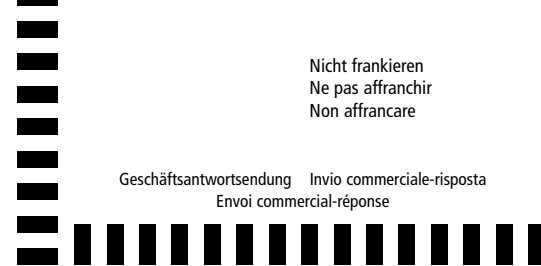 Nicht frankieren
Ne pas affranchir
Non affrancare
Geschäftsantwortsendung Invio commerciale-risposta
Envoi commercial-réponse